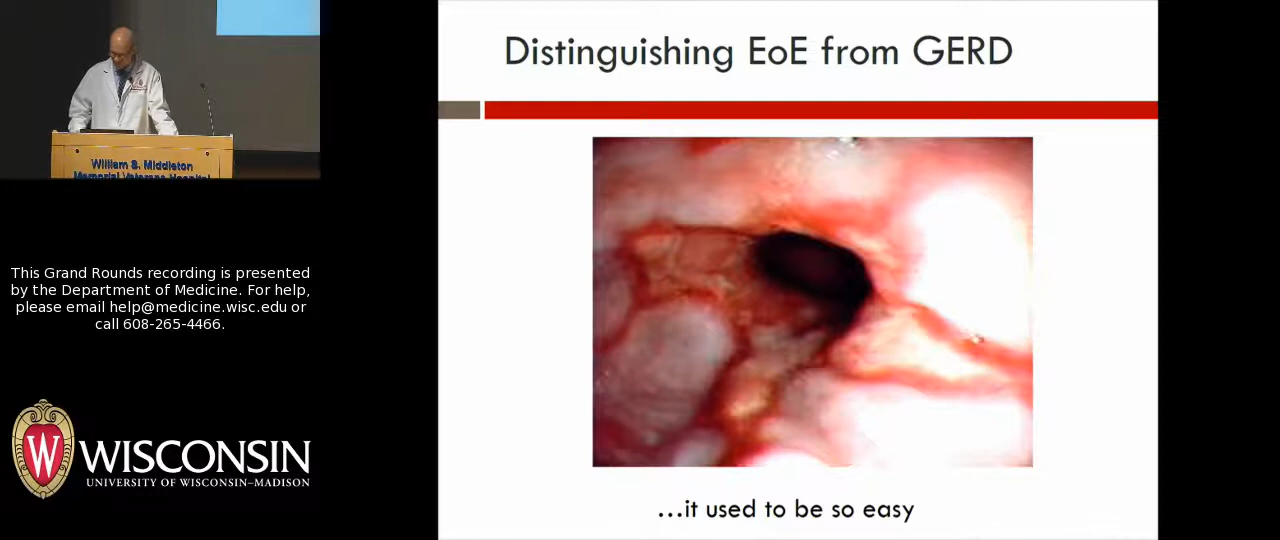 Distinguishing EoE from GERD
William S. Middleton
Memorial Veterans Hospital
This Grand Rounds recording is presented
by the Department of Medicine. For help,
please email help@medicine.wisc.edu or
call 608-265-4466.
W
WISCONSIN
UNIVERSITY OF WISCONSIN–MADISON
...it used to be so easy